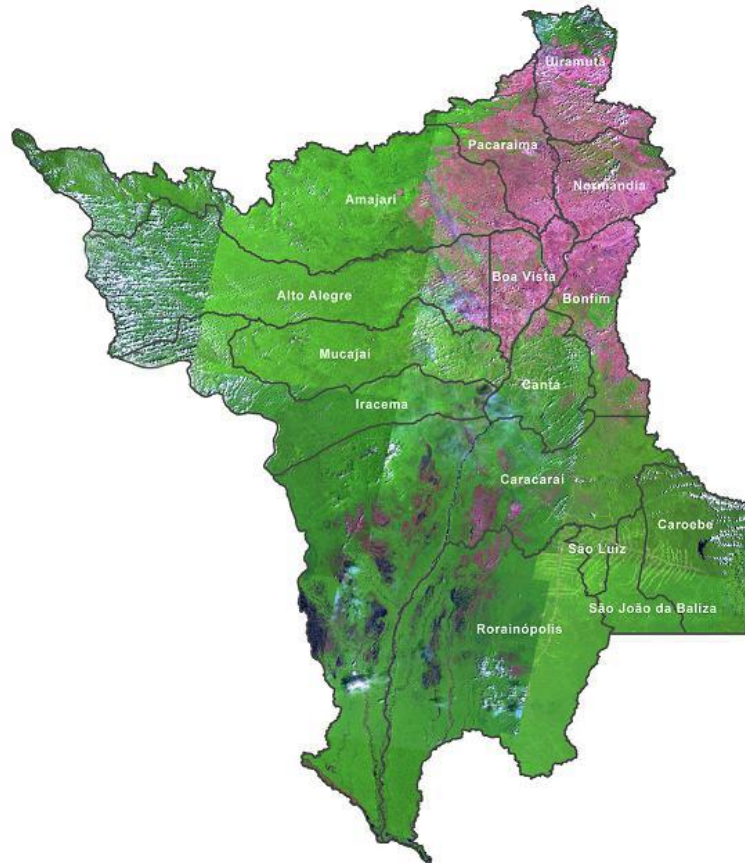 Uiramutã
Pacaraima
Normandia
Amajari
Boa Vista
Alto Alegre
Bonfim
Mucajaí
Cantá
Iracema
Caracaraí
Caroebe
São Luiz
São João da Baliza
Rorainópolis